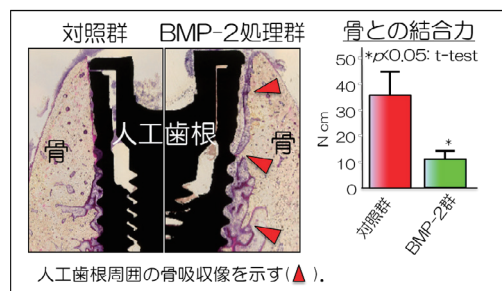 対照群 BMP-2処理群
骨 人工歯根 骨
人工歯根周囲の骨吸収像を示す(▲).
骨との結合力
*p<0.05: t-test
N cm
50
40
30
20
10
0
*
対照群
BMP-2群